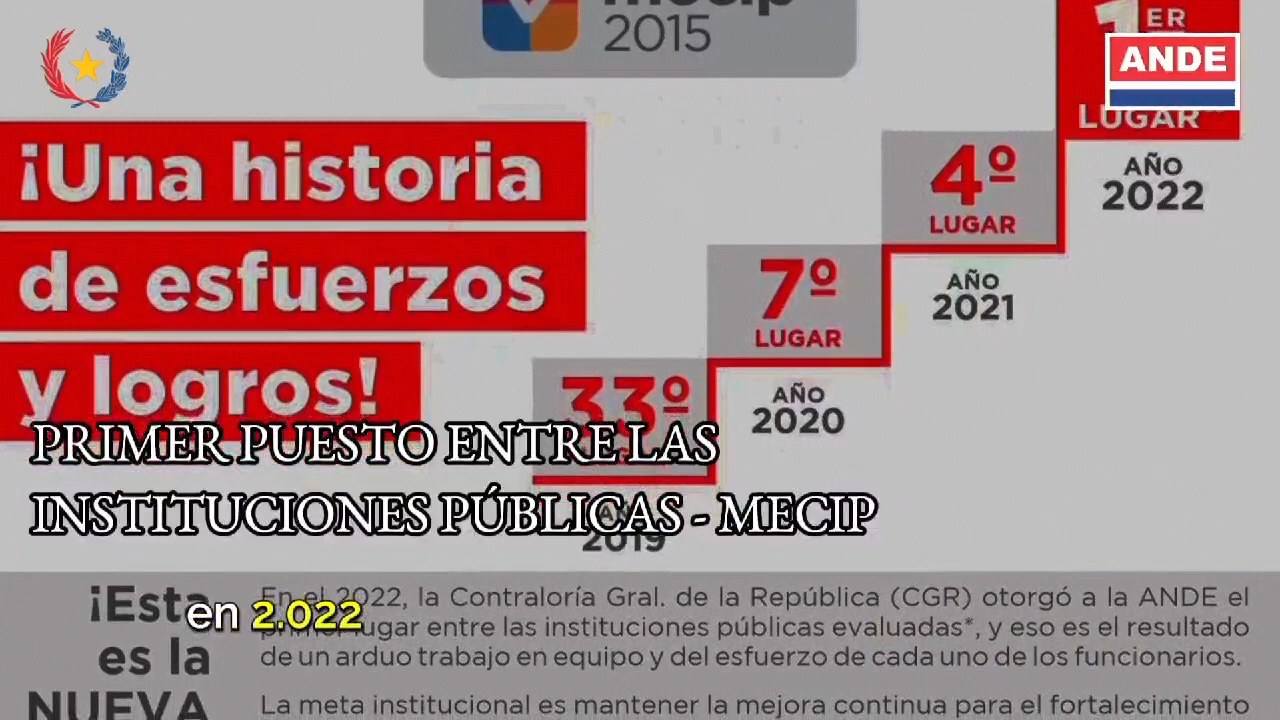 mecip
2015
1ER
LUGAR
ANDE
AÑO
2022
4º
LUGAR
AÑO
2021
7º
LUGAR
AÑO
2020
33º
AÑO
2019
¡Una historia
de esfuerzos
y logros!
PRIMER PUESTO ENTRE LAS
INSTITUCIONES PÚBLICAS - MECIP
¡Esta
es la
NUEVA
en 2.022
En el 2022, la Contraloría Gral. de la República (CGR) otorgó a la ANDE el
primer lugar entre las instituciones públicas evaluadas*, y eso es el resultado
de un arduo trabajo en equipo y del esfuerzo de cada uno de los funcionarios.
La meta institucional es mantener la mejora continua para el fortalecimiento